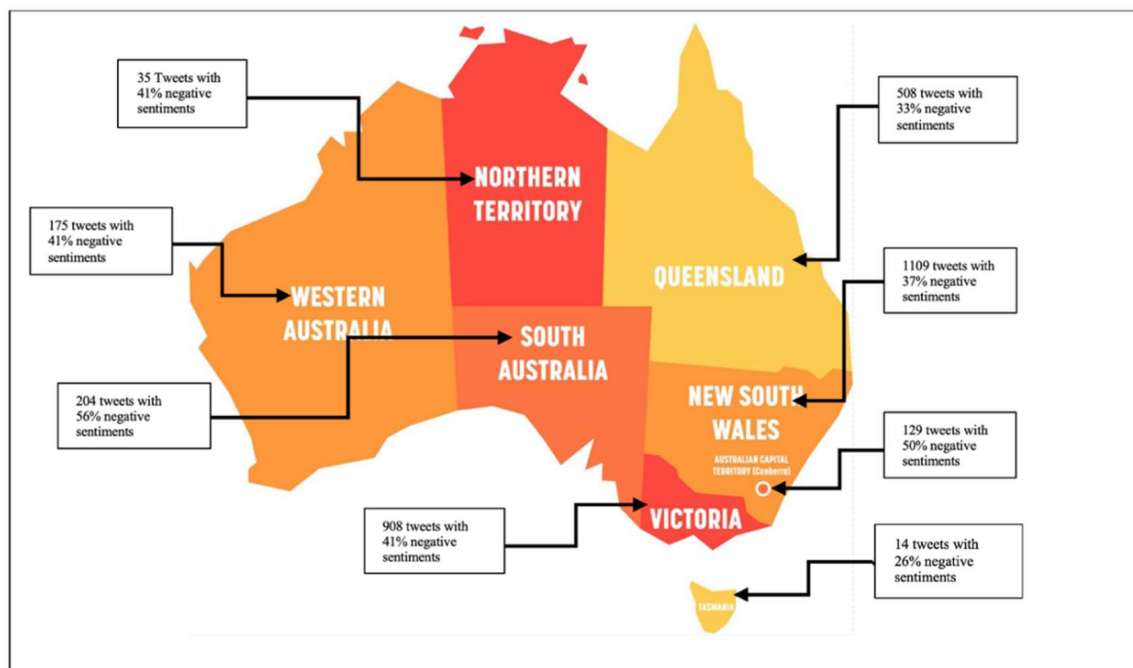 35 Tweets with
41% negative
sentiments
508 tweets with
33% negative
sentiments
NORTHERN
TERRITORY
175 tweets with
41% negative
sentiments
QUEENSLAND
1109 tweets with
37% negative
sentiments
WESTERN
AUSTRALIA
SOUTH
AUSTRALIA
204 tweets with
56% negative
sentiments
NEW SOUTH
WALES
AUSTRALIAN CAPITAL
TERRITORY (Canberra)
129 tweets with
50% negative
sentiments
VICTORIA
908 tweets with
41% negative
sentiments
14 tweets with
26% negative
sentiments
TASMANIA